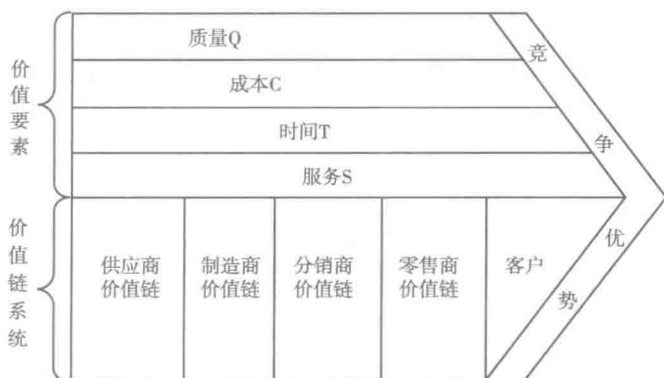 价值要素
质量Q
成本C
时间T
服务S
价值链系统
供应商
价值链
制造商
价值链
分销商
价值链
零售商
价值链
客户
竞争优势